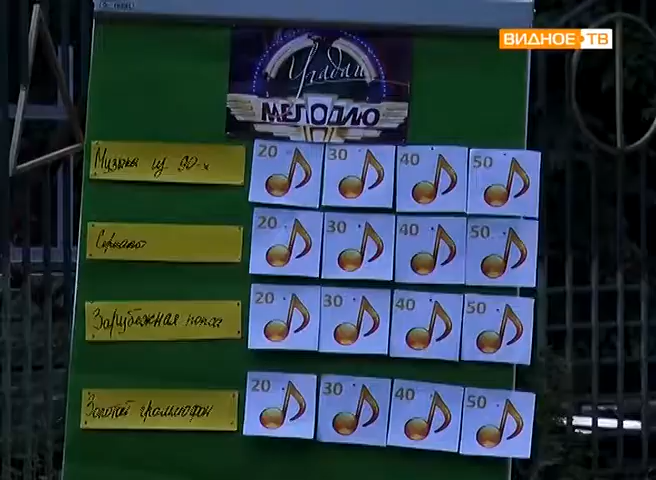 ВИДНОЕ ТВ
Угадай
МЕЛОДИЮ
Музыка из 90-х
20 30 40 50
Сериалы
20 30 40 50
Зарубежная попса
20 30 40 50
Золотой граммофон
20 30 40 50